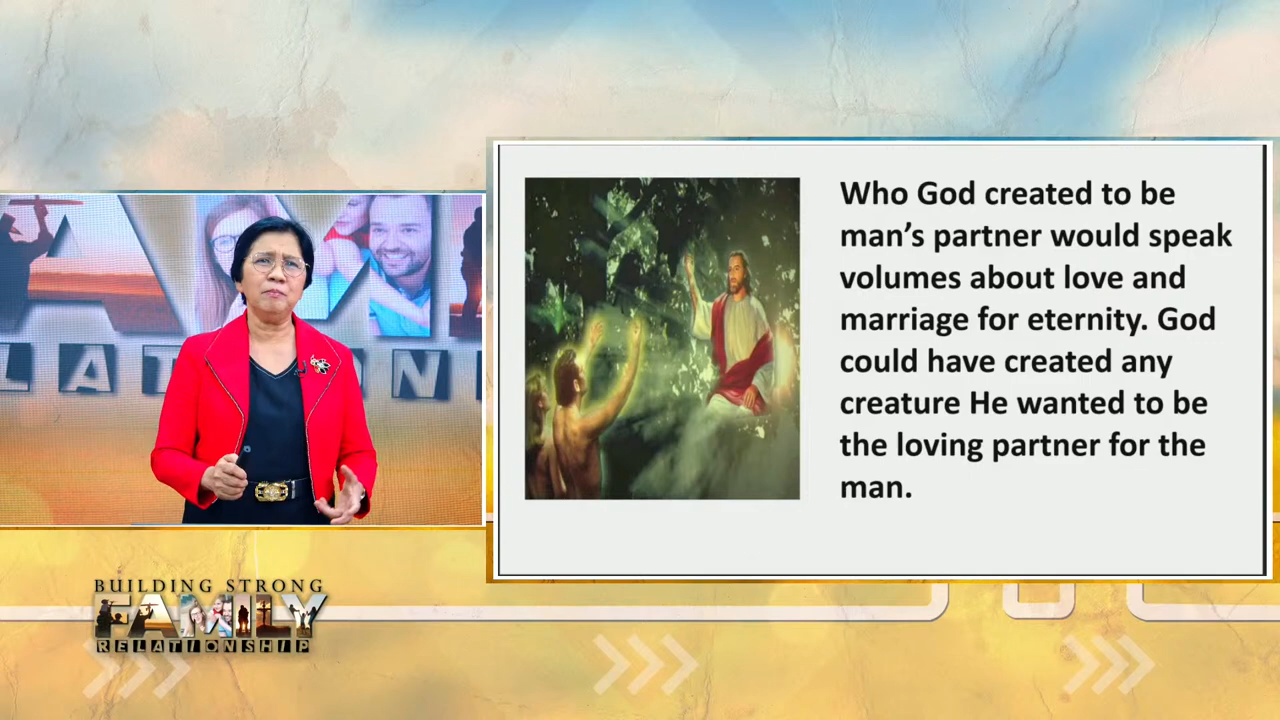 Who God created to be
man’s partner would speak
volumes about love and
marriage for eternity. God
could have created any
creature He wanted to be
the loving partner for the
man.
BUILDING STRONG
FAMILY
RELATIONSHIP